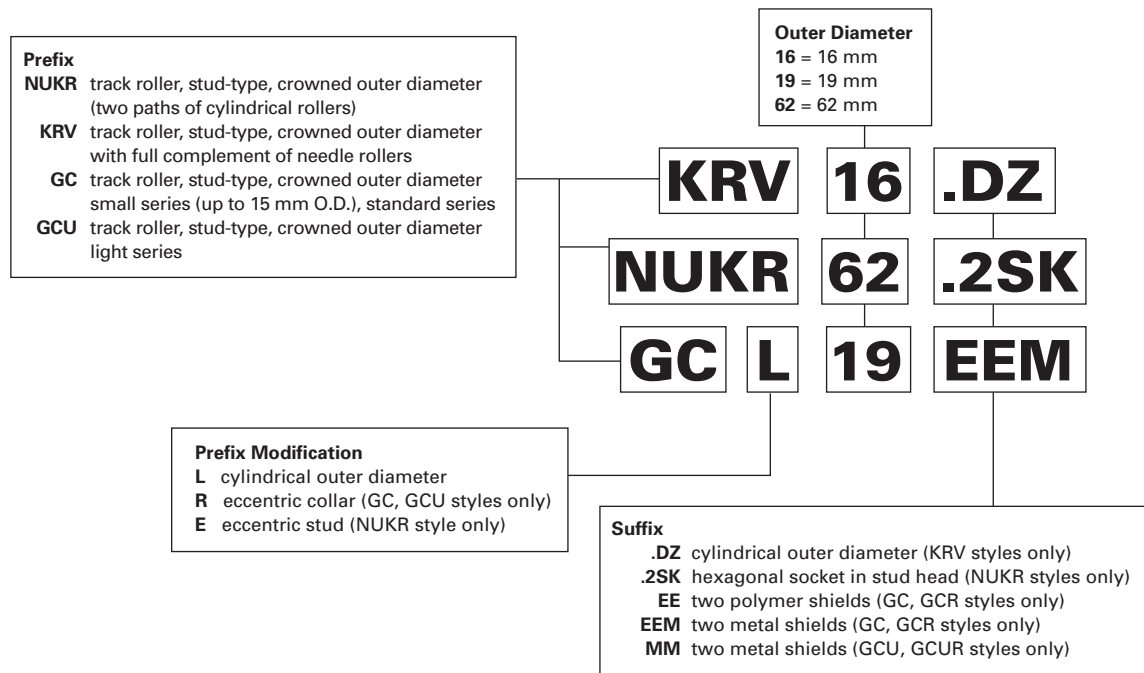 Outer Diameter
16 = 16 mm
19 = 19 mm
62 = 62 mm
Prefix
NUKR track roller, stud-type, crowned outer diameter
(two paths of cylindrical rollers)
KRV track roller, stud-type, crowned outer diameter
with full complement of needle rollers
GC track roller, stud-type, crowned outer diameter
small series (up to 15 mm O.D.), standard series
GCU track roller, stud-type, crowned outer diameter
light series
KRV 16 .DZ
NUKR 62 .2SK
GC L 19 EEM
Prefix Modification
L cylindrical outer diameter
R eccentric collar (GC, GCU styles only)
E eccentric stud (NUKR style only)
Suffix
.DZ cylindrical outer diameter (KRV styles only)
.2SK hexagonal socket in stud head (NUKR styles only)
EE two polymer shields (GC, GCR styles only)
EEM two metal shields (GC, GCR styles only)
MM two metal shields (GCU, GCUR styles only)